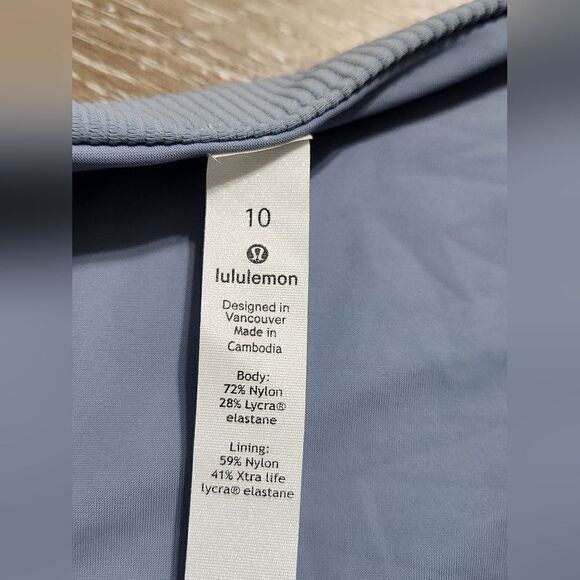 10
lululemon
Designed in
Vancouver
Made in
Cambodia
Body:
72% Nylon
28% Lycra®
elastane
Lining:
59% Nylon
41% Xtra life
lycra® elastane